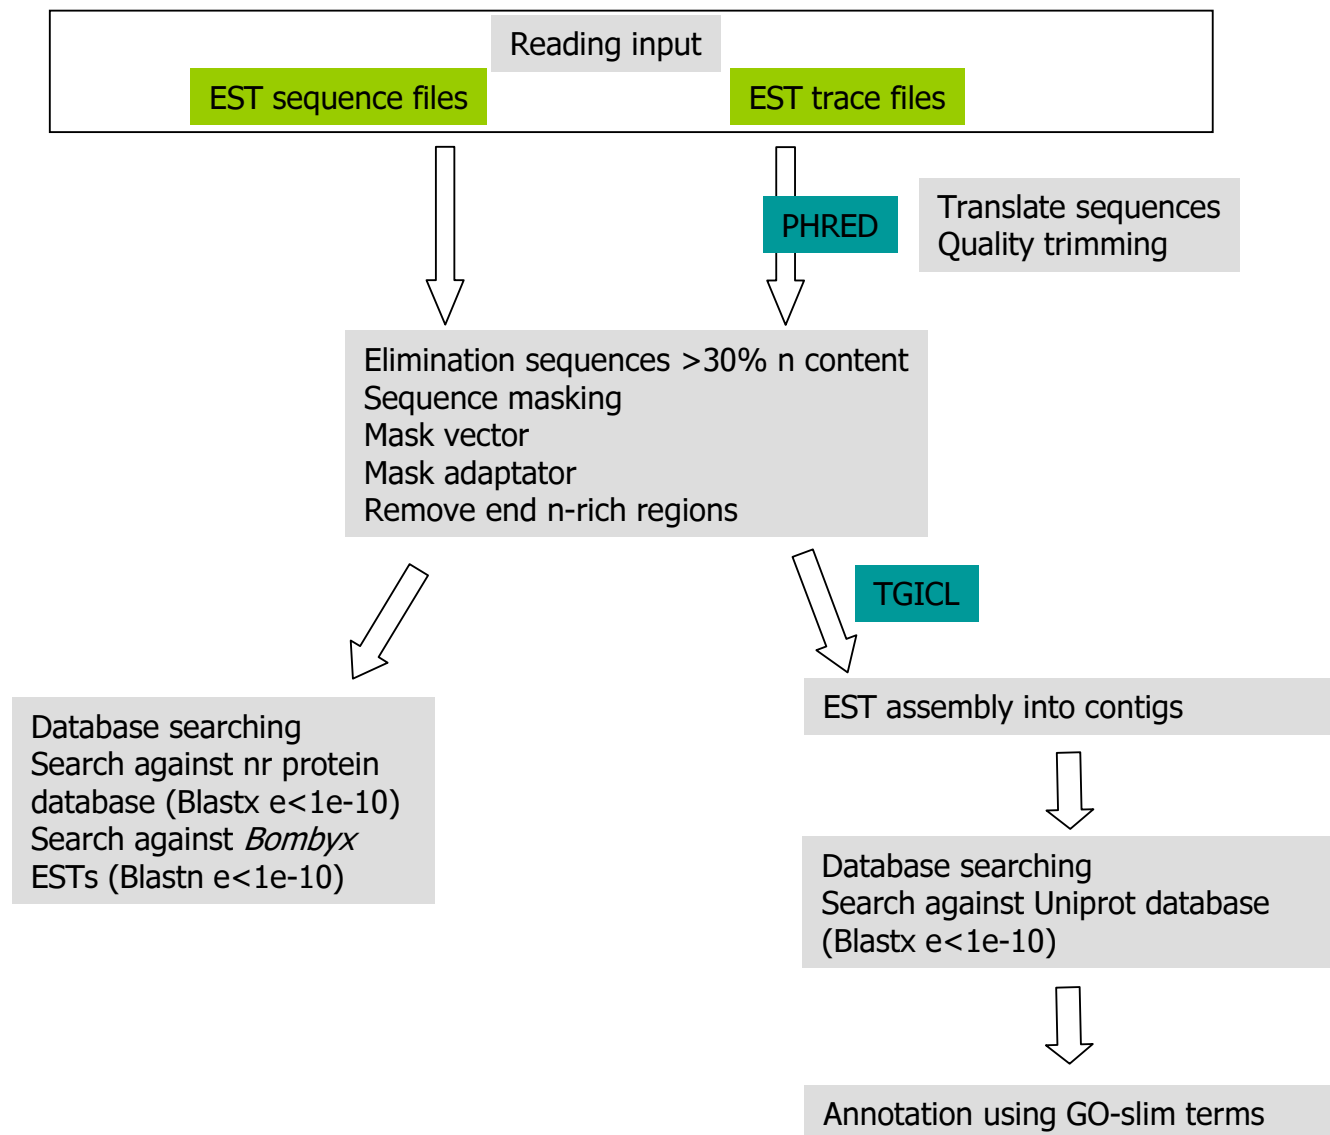 Reading input
EST sequence files
EST trace files
PHRED
Translate sequences
Quality trimming
Elimination sequences >30% n content
Sequence masking
Mask vector
Mask adaptator
Remove end n-rich regions
TGICL
Database searching
Search against nr protein
database (Blastx e<1e-10)
Search against Bombyx
ESTs (Blastn e<1e-10)
EST assembly into contigs
Database searching
Search against Uniprot database
(Blastx e<1e-10)
Annotation using GO-slim terms